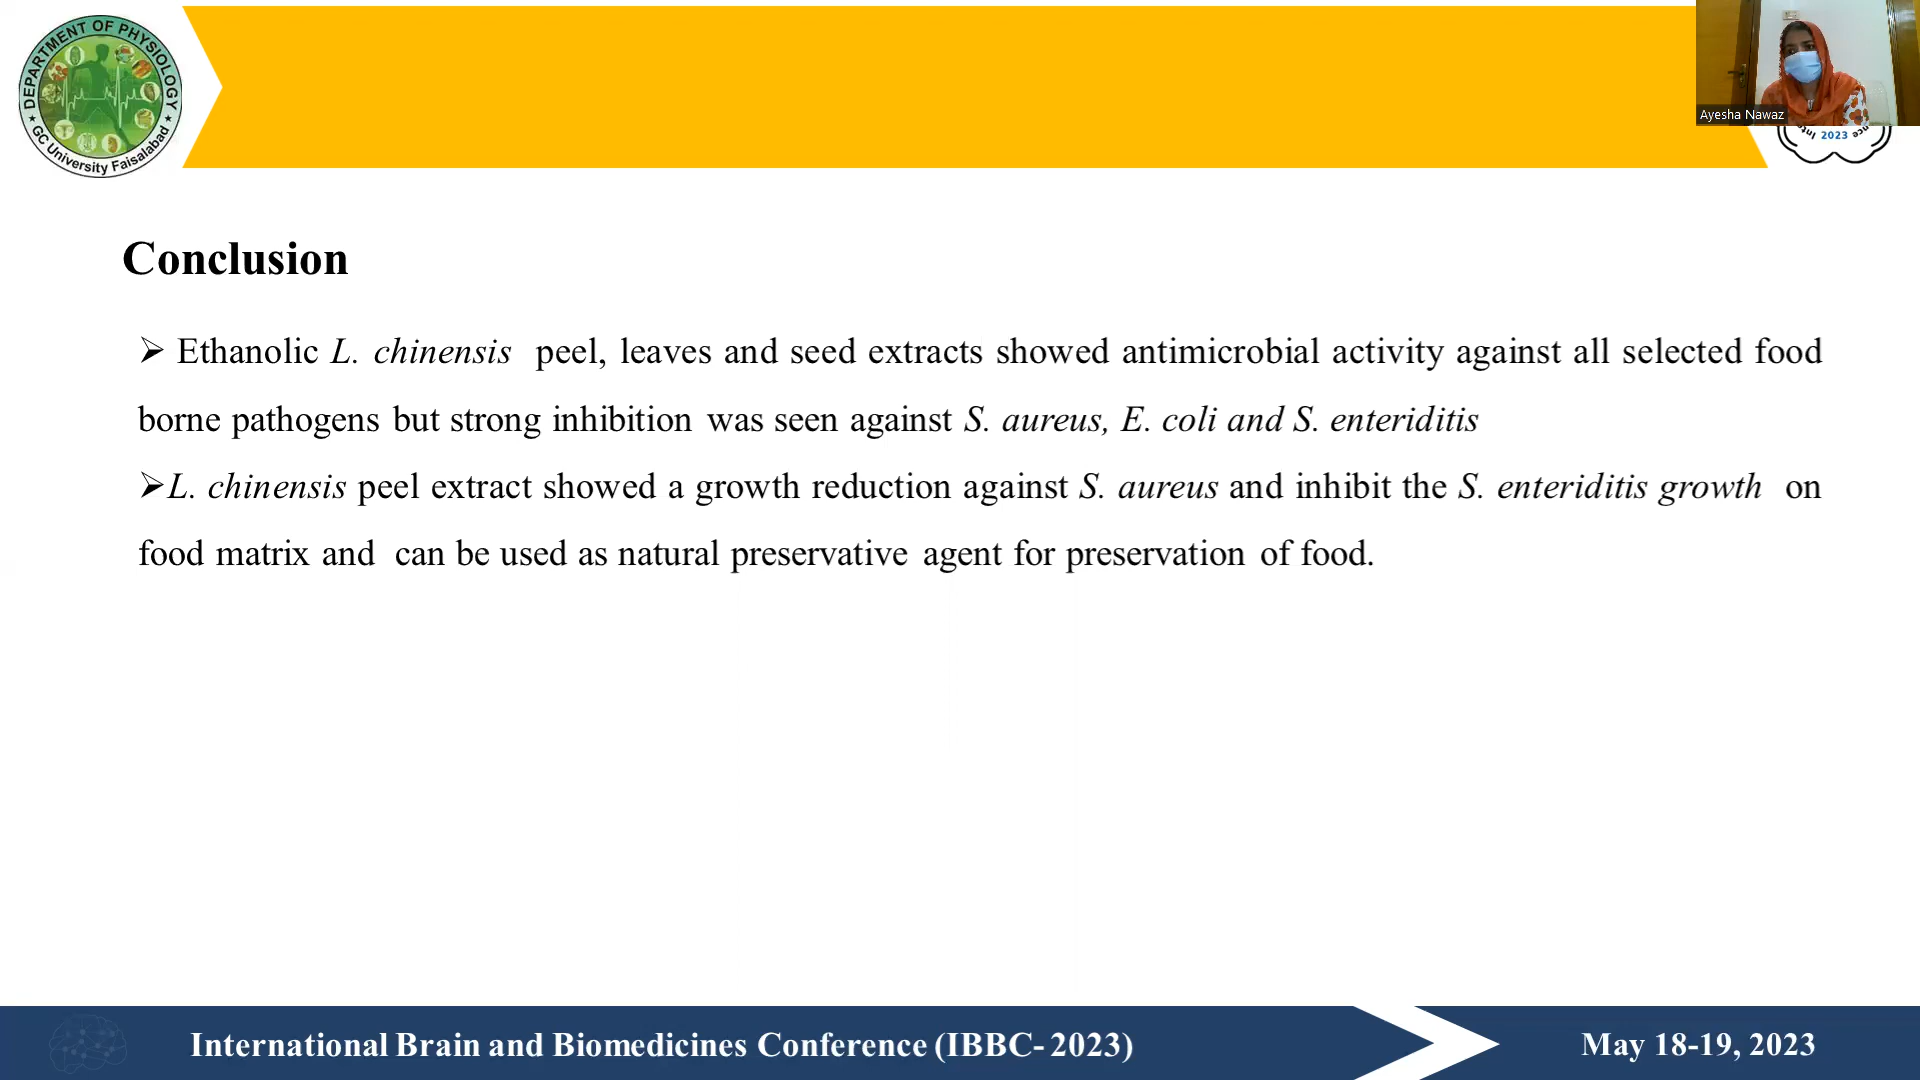 DEPARTMENT OF PHYSIOLOGY
GC University Faisalabad
Ayesha Nawaz
2023
Conclusion
➢ Ethanolic L. chinensis peel, leaves and seed extracts showed antimicrobial activity against all selected food
borne pathogens but strong inhibition was seen against S. aureus, E. coli and S. enteriditis
➢L. chinensis peel extract showed a growth reduction against S. aureus and inhibit the S. enteriditis growth on
food matrix and can be used as natural preservative agent for preservation of food.
International Brain and Biomedicines Conference (IBBC- 2023)
May 18-19, 2023